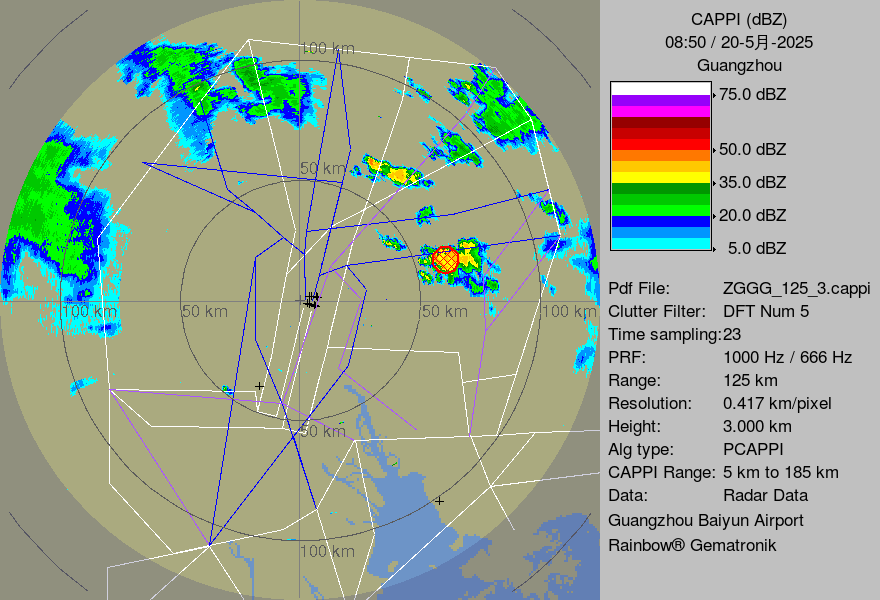 CAPPI (dBZ)
08:50 / 20-5月-2025
Guangzhou
75.0 dBZ
50.0 dBZ
35.0 dBZ
20.0 dBZ
5.0 dBZ
Pdf File: ZGGG_125_3.cappi
Clutter Filter: DFT Num 5
Time sampling:23
PRF: 1000 Hz / 666 Hz
Range: 125 km
Resolution: 0.417 km/pixel
Height: 3.000 km
Alg type: PCAPPI
CAPPI Range: 5 km to 185 km
Data: Radar Data
Guangzhou Baiyun Airport
Rainbow® Gematronik
100 km
50 km
100 km
50 km
50 km
100 km
50 km
100 km